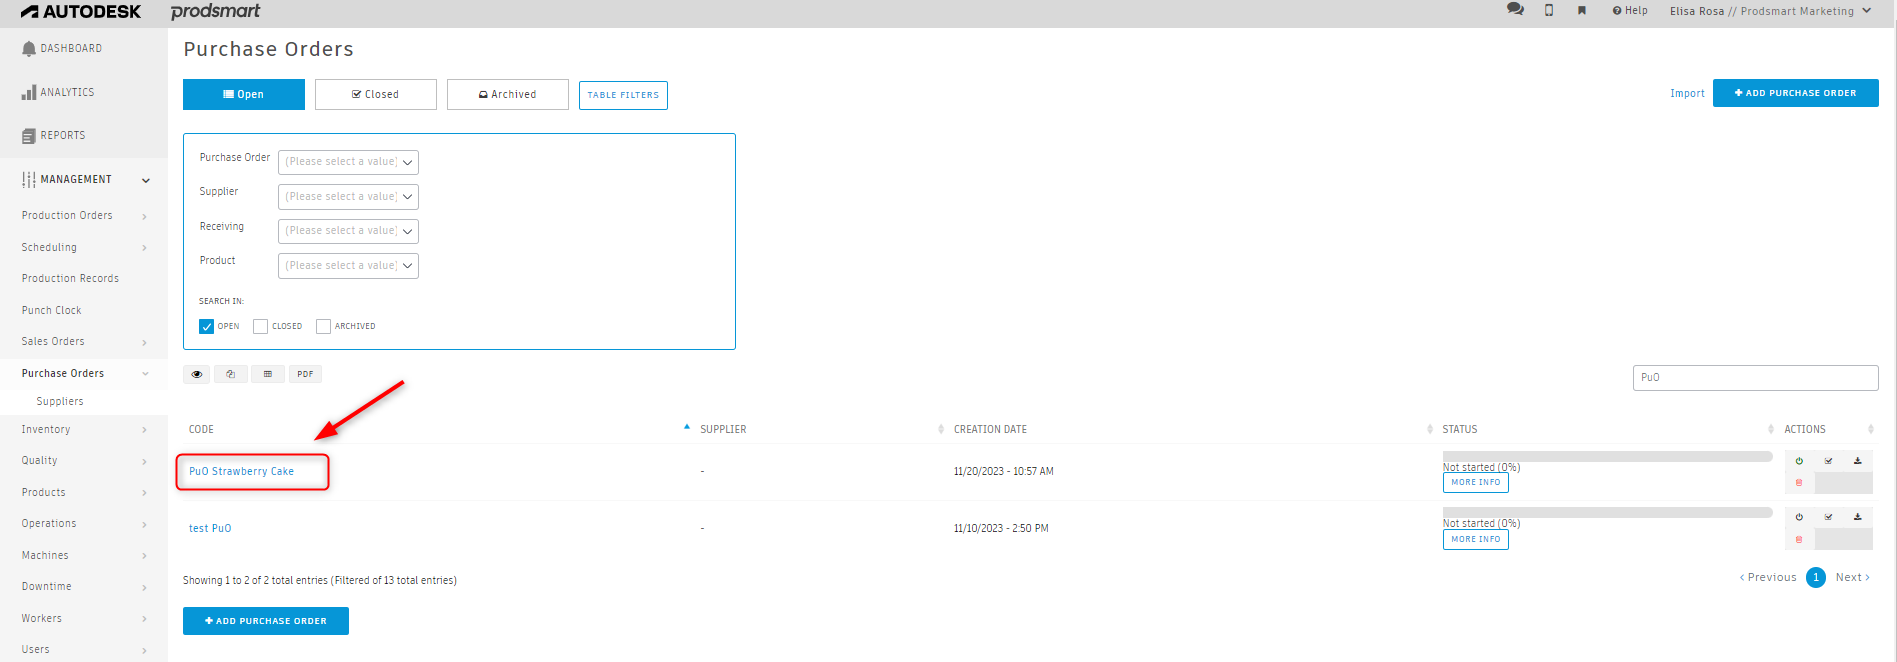 AUTODESK prodsmart
Help Elisa Rosa // Prodsmart Marketing
DASHBOARD
ANALYTICS
REPORTS
MANAGEMENT
Production Orders
Scheduling
Production Records
Punch Clock
Sales Orders
Purchase Orders
Suppliers
Inventory
Quality
Products
Operations
Machines
Downtime
Workers
Users
Purchase Orders
Open Closed Archived TABLE FILTERS Import + ADD PURCHASE ORDER
Purchase Order (Please select a value)
Supplier (Please select a value)
Receiving (Please select a value)
Product (Please select a value)
SEARCH IN:
OPEN CLOSED ARCHIVED
PDF PuO
CODE SUPPLIER CREATION DATE STATUS ACTIONS
PuO Strawberry Cake - 11/20/2023 - 10:57 AM Not started (0%)
MORE INFO
test PuO - 11/10/2023 - 2:50 PM Not started (0%)
MORE INFO
Showing 1 to 2 of 2 total entries (Filtered of 13 total entries) ‹ Previous 1 Next ›
+ ADD PURCHASE ORDER